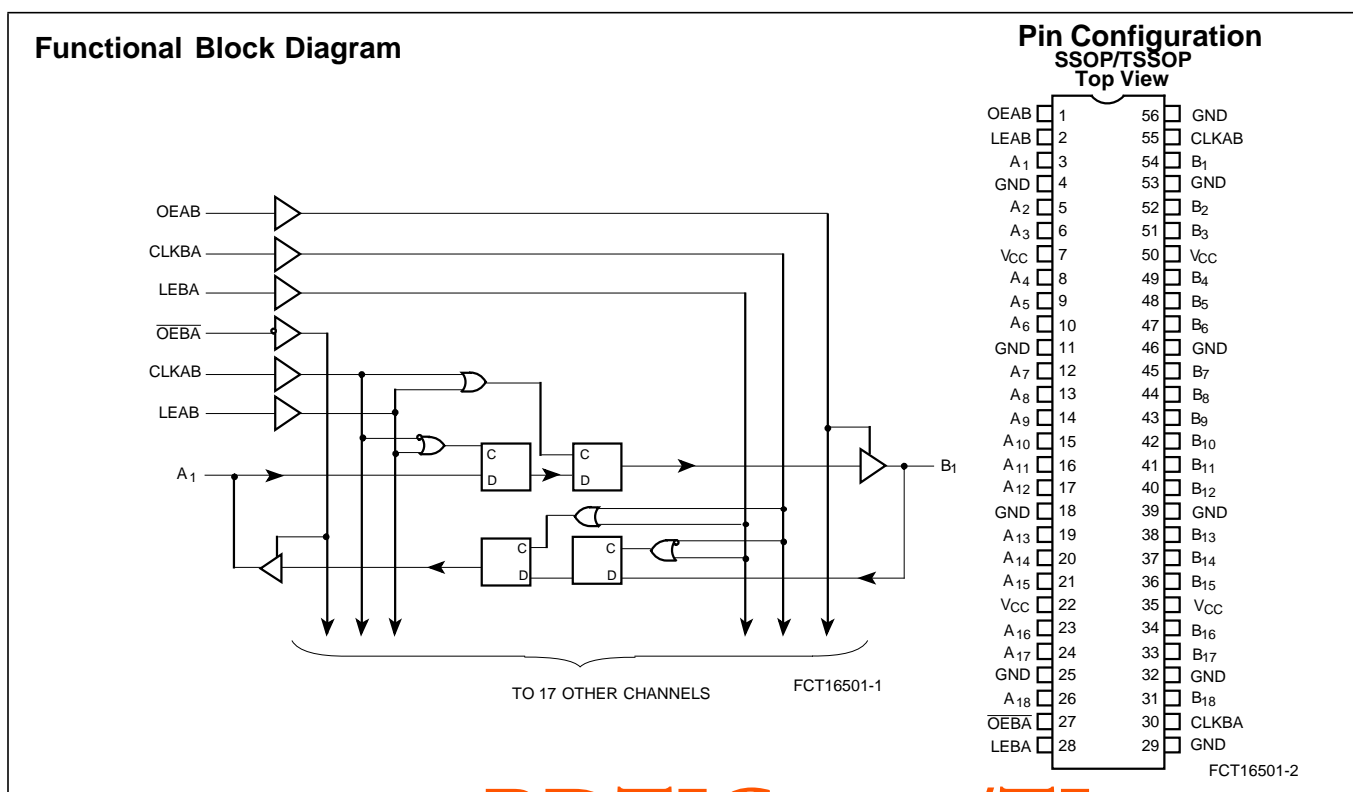 Functional Block Diagram
OEAB
CLKBA
LEBA
OEBA
CLKAB
LEAB
A1
C
D
C
D
B1
C
D
C
D
TO 17 OTHER CHANNELS
FCT16501-1
Pin Configuration
SSOP/TSSOP
Top View
OEAB 1 56 GND
LEAB 2 55 CLKAB
A1 3 54 B1
GND 4 53 GND
A2 5 52 B2
A3 6 51 B3
VCC 7 50 VCC
A4 8 49 B4
A5 9 48 B5
A6 10 47 B6
GND 11 46 GND
A7 12 45 B7
A8 13 44 B8
A9 14 43 B9
A10 15 42 B10
A11 16 41 B11
A12 17 40 B12
GND 18 39 GND
A13 19 38 B13
A14 20 37 B14
A15 21 36 B15
VCC 22 35 VCC
A16 23 34 B16
A17 24 33 B17
GND 25 32 GND
A18 26 31 B18
OEBA 27 30 CLKBA
LEBA 28 29 GND
FCT16501-2